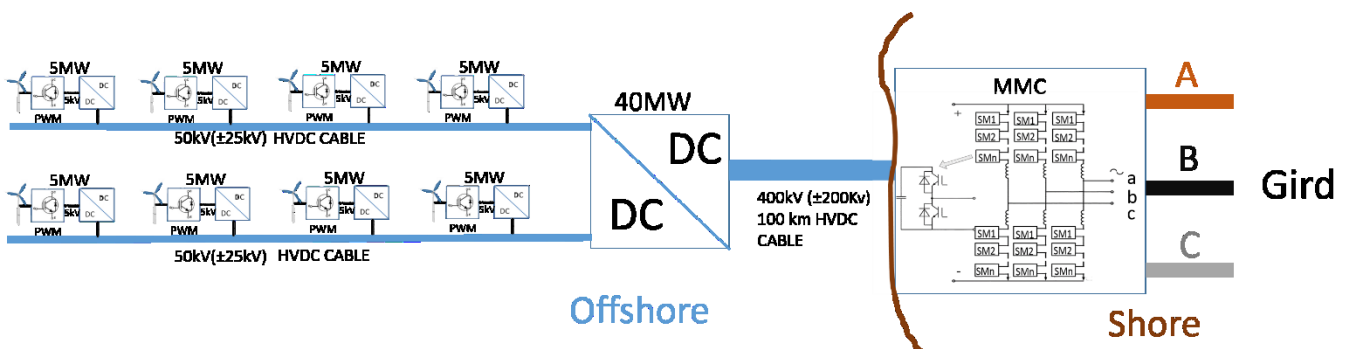 5MW 5MW 5MW 5MW
DC DC DC DC
5kV 5kV 5kV 5kV
DC DC DC DC
PWM PWM PWM PWM
50kV(±25kV) HVDC CABLE
5MW 5MW 5MW 5MW
DC DC DC DC
5kV 5kV 5kV 5kV
DC DC DC DC
PWM PWM PWM PWM
50kV(±25kV) HVDC CABLE
40MW
DC
DC
400kV (±200Kv)
100 km HVDC
CABLE
Offshore
MMC
+
SM1 SM1 SM1
SM2 SM2 SM2
SMn SMn SMn
~
a
b
c
SM1 SM1 SM1
SM2 SM2 SM2
SMn SMn SMn
-
A
B
C
Gird
Shore